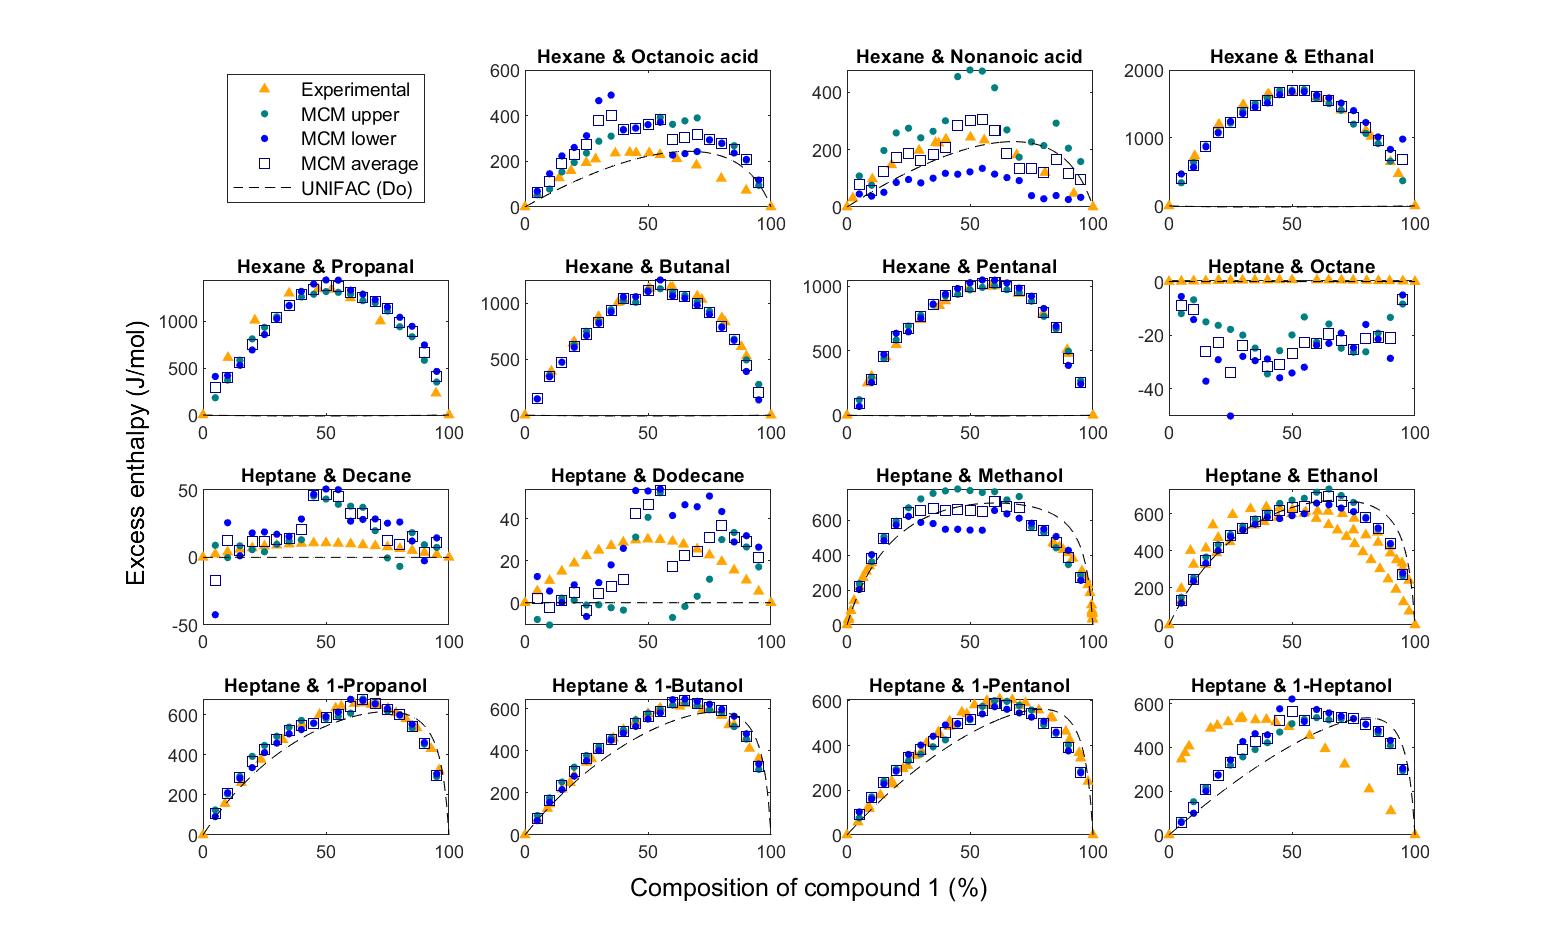 Experimental
MCM upper
MCM lower
MCM average
UNIFAC (Do)
Hexane & Octanoic acid
600
400
200
0
0 50 100
Hexane & Nonanoic acid
400
200
0
0 50 100
Hexane & Ethanal
2000
1000
0
0 50 100
Excess enthalpy (J/mol)
Hexane & Propanal
1000
500
0
0 50 100
Hexane & Butanal
1000
500
0
0 50 100
Hexane & Pentanal
1000
500
0
0 50 100
Heptane & Octane
0
-20
-40
0 50 100
Heptane & Decane
50
0
-50
0 50 100
Heptane & Dodecane
40
20
0
0 50 100
Heptane & Methanol
600
400
200
0
0 50 100
Heptane & Ethanol
600
400
200
0
0 50 100
Heptane & 1-Propanol
600
400
200
0
0 50 100
Heptane & 1-Butanol
600
400
200
0
0 50 100
Heptane & 1-Pentanol
600
400
200
0
0 50 100
Heptane & 1-Heptanol
600
400
200
0
0 50 100
Composition of compound 1 (%)